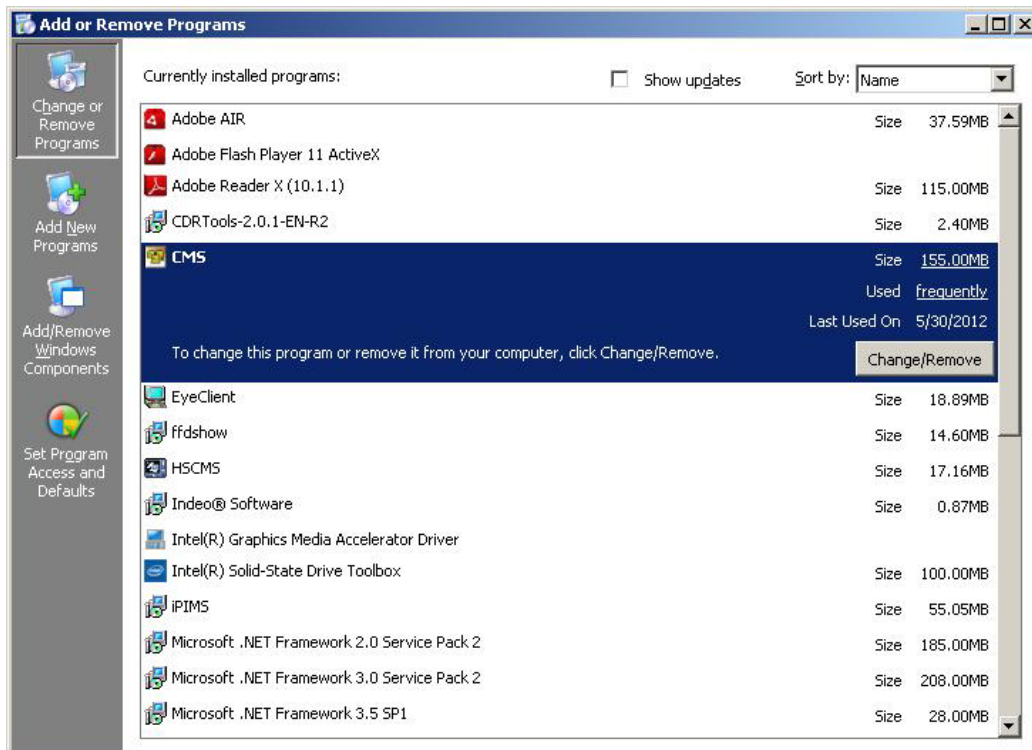 Add or Remove Programs
Change or
Remove
Programs
Add New
Programs
Add/Remove
Windows
Components
Set Program
Access and
Defaults
Currently installed programs:
Show updates
Sort by: Name
Adobe AIR Size 37.59MB
Adobe Flash Player 11 ActiveX
Adobe Reader X (10.1.1) Size 115.00MB
CDRTools-2.0.1-EN-R2 Size 2.40MB
CMS Size 155.00MB
Used frequently
Last Used On 5/30/2012
To change this program or remove it from your computer, click Change/Remove. Change/Remove
EyeClient Size 18.89MB
ffdshow Size 14.60MB
HSCMS Size 17.16MB
Indeo® Software Size 0.87MB
Intel(R) Graphics Media Accelerator Driver
Intel(R) Solid-State Drive Toolbox Size 100.00MB
iPIMS Size 55.05MB
Microsoft .NET Framework 2.0 Service Pack 2 Size 185.00MB
Microsoft .NET Framework 3.0 Service Pack 2 Size 208.00MB
Microsoft .NET Framework 3.5 SP1 Size 28.00MB